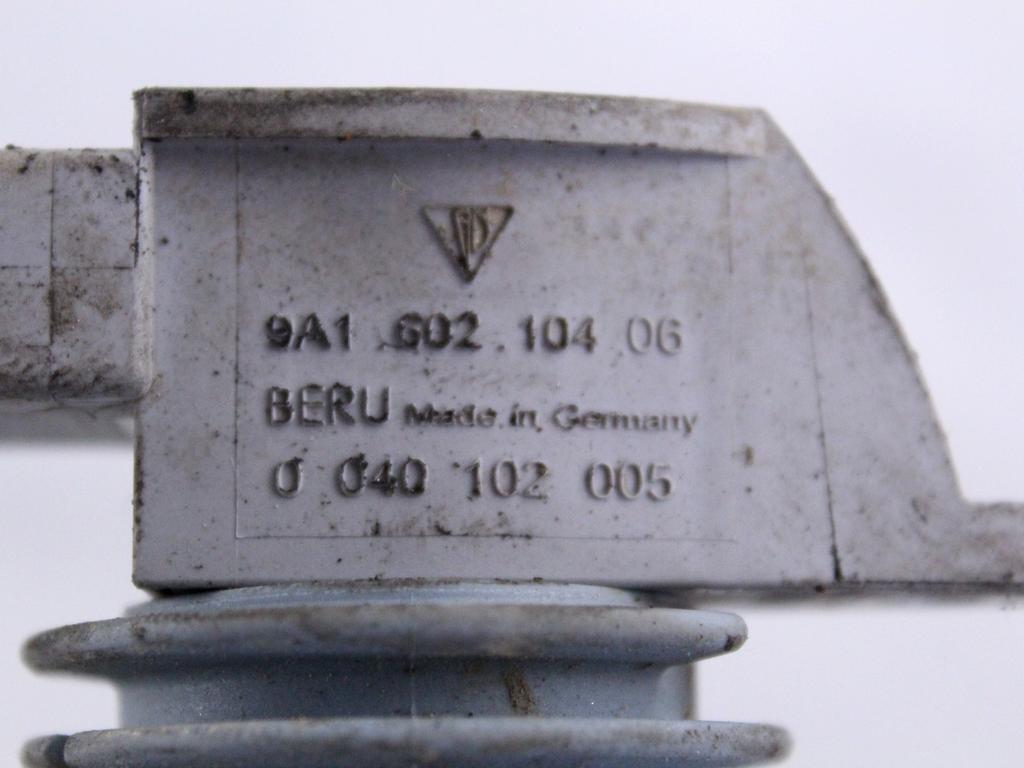 9A1 .602 .104 06
BERU Made in Germany
0 040 102 005